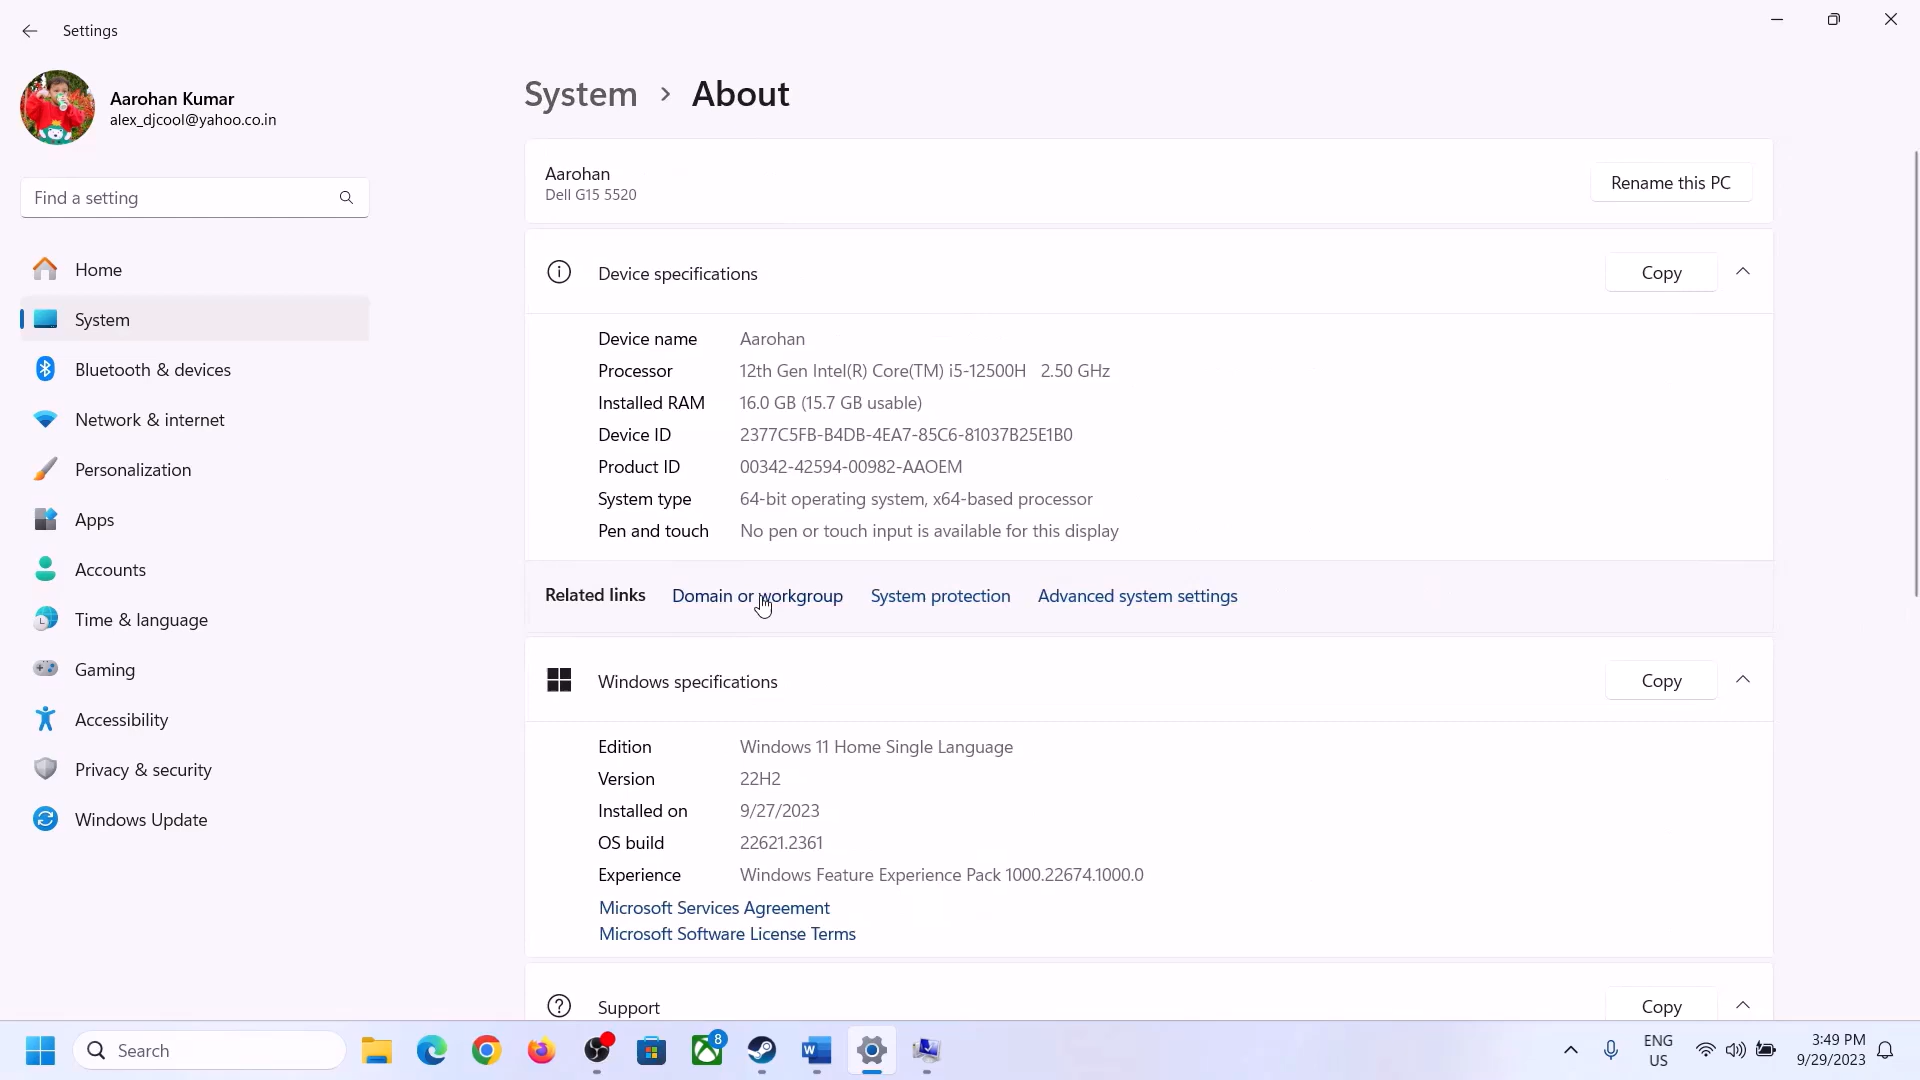 Settings
Aarohan Kumar
alex_djcool@yahoo.co.in
Find a setting
Home
System
Bluetooth & devices
Network & internet
Personalization
Apps
Accounts
Time & language
Gaming
Accessibility
Privacy & security
Windows Update
System > About
Aarohan
Dell G15 5520
Rename this PC
Device specifications Copy
Device name Aarohan
Processor 12th Gen Intel(R) Core(TM) i5-12500H 2.50 GHz
Installed RAM 16.0 GB (15.7 GB usable)
Device ID 2377C5FB-B4DB-4EA7-85C6-81037B25E1B0
Product ID 00342-42594-00982-AAOEM
System type 64-bit operating system, x64-based processor
Pen and touch No pen or touch input is available for this display
Related links Domain or workgroup System protection Advanced system settings
Windows specifications Copy
Edition Windows 11 Home Single Language
Version 22H2
Installed on 9/27/2023
OS build 22621.2361
Experience Windows Feature Experience Pack 1000.22674.1000.0
Microsoft Services Agreement
Microsoft Software License Terms
Support Copy
Search
8
ENG
US
3:49 PM
9/29/2023